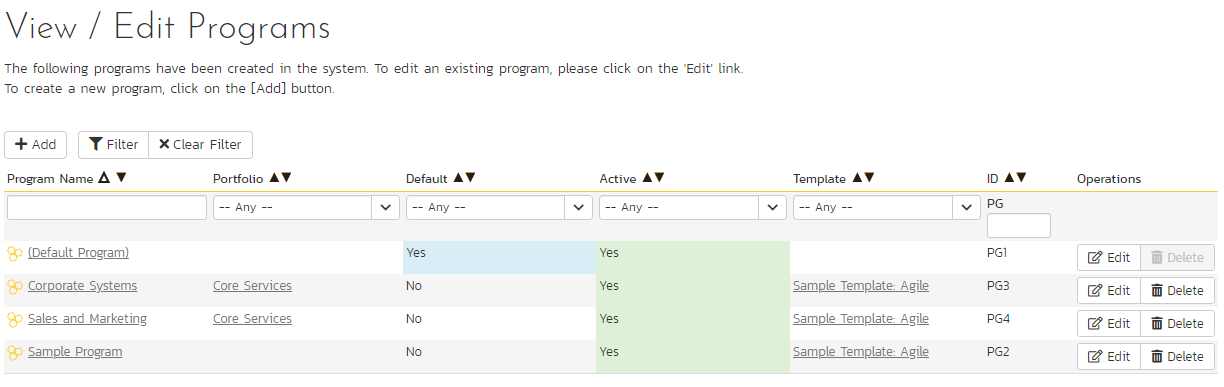 View / Edit Programs
The following programs have been created in the system. To edit an existing program, please click on the 'Edit' link.
To create a new program, click on the [Add] button.
Add Filter Clear Filter
Program Name Portfolio Default Active Template ID Operations
-- Any -- -- Any -- -- Any -- -- Any -- PG
(Default Program) Yes Yes PG1 Edit Delete
Corporate Systems Core Services No Yes Sample Template: Agile PG3 Edit Delete
Sales and Marketing Core Services No Yes Sample Template: Agile PG4 Edit Delete
Sample Program No Yes Sample Template: Agile PG2 Edit Delete